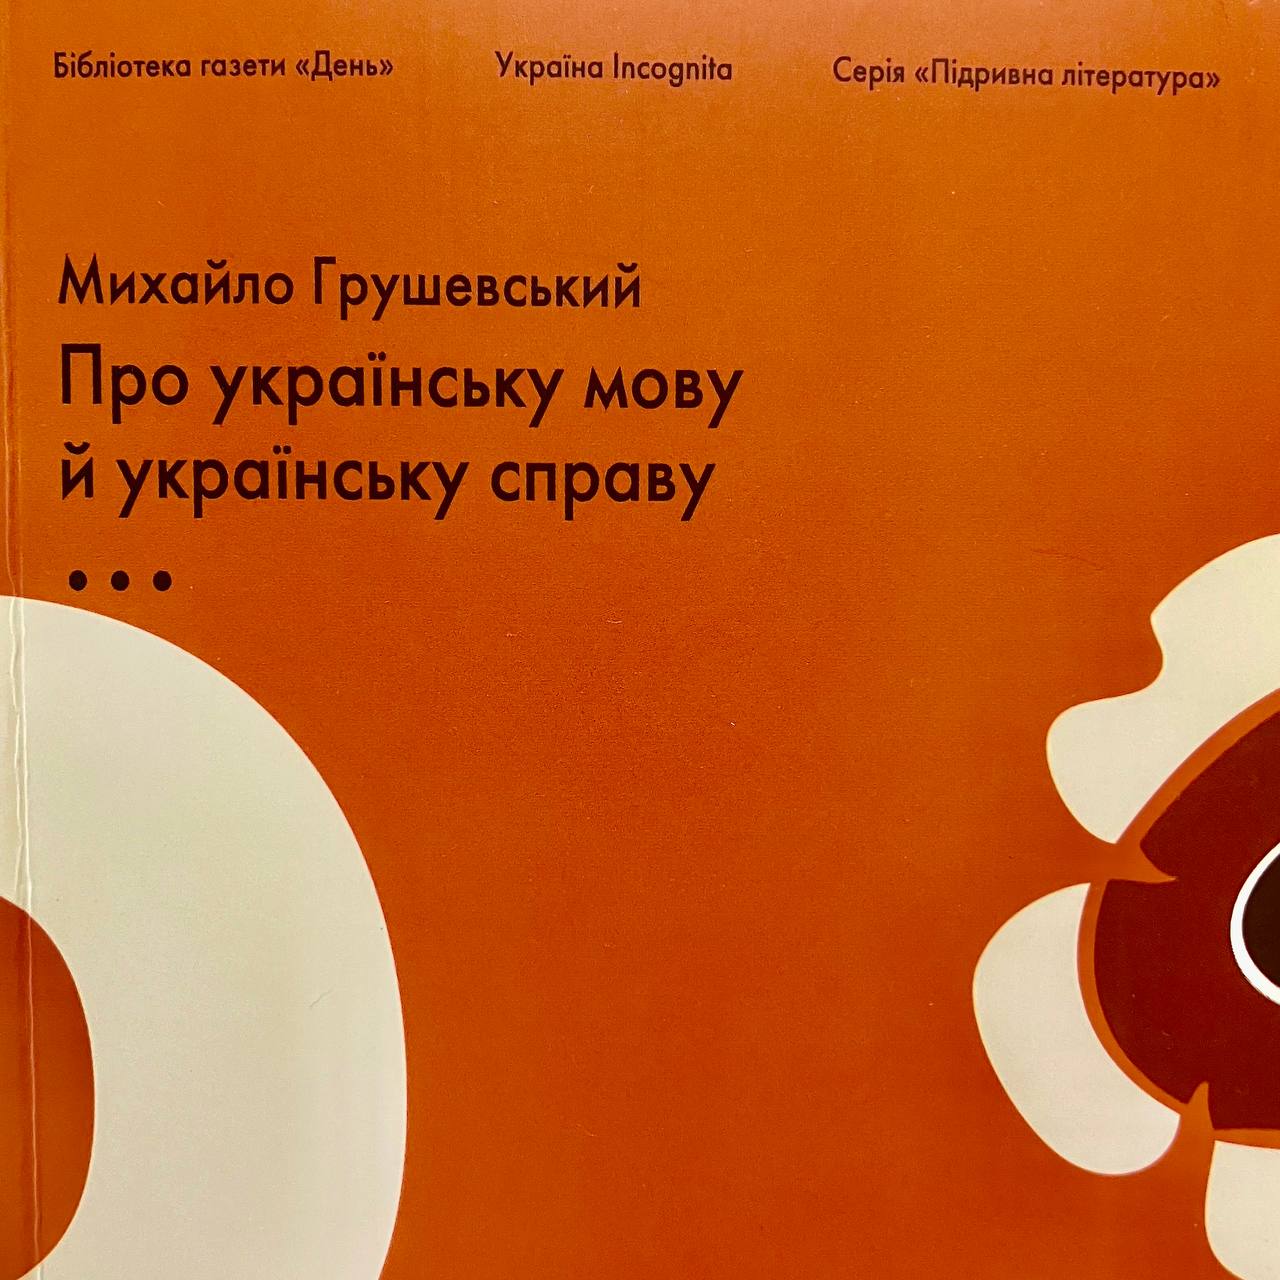 Бібліотека газети «День» Україна Incognita Серія «Підривна література»
Михайло Грушевський
Про українську мову
й українську справу
...